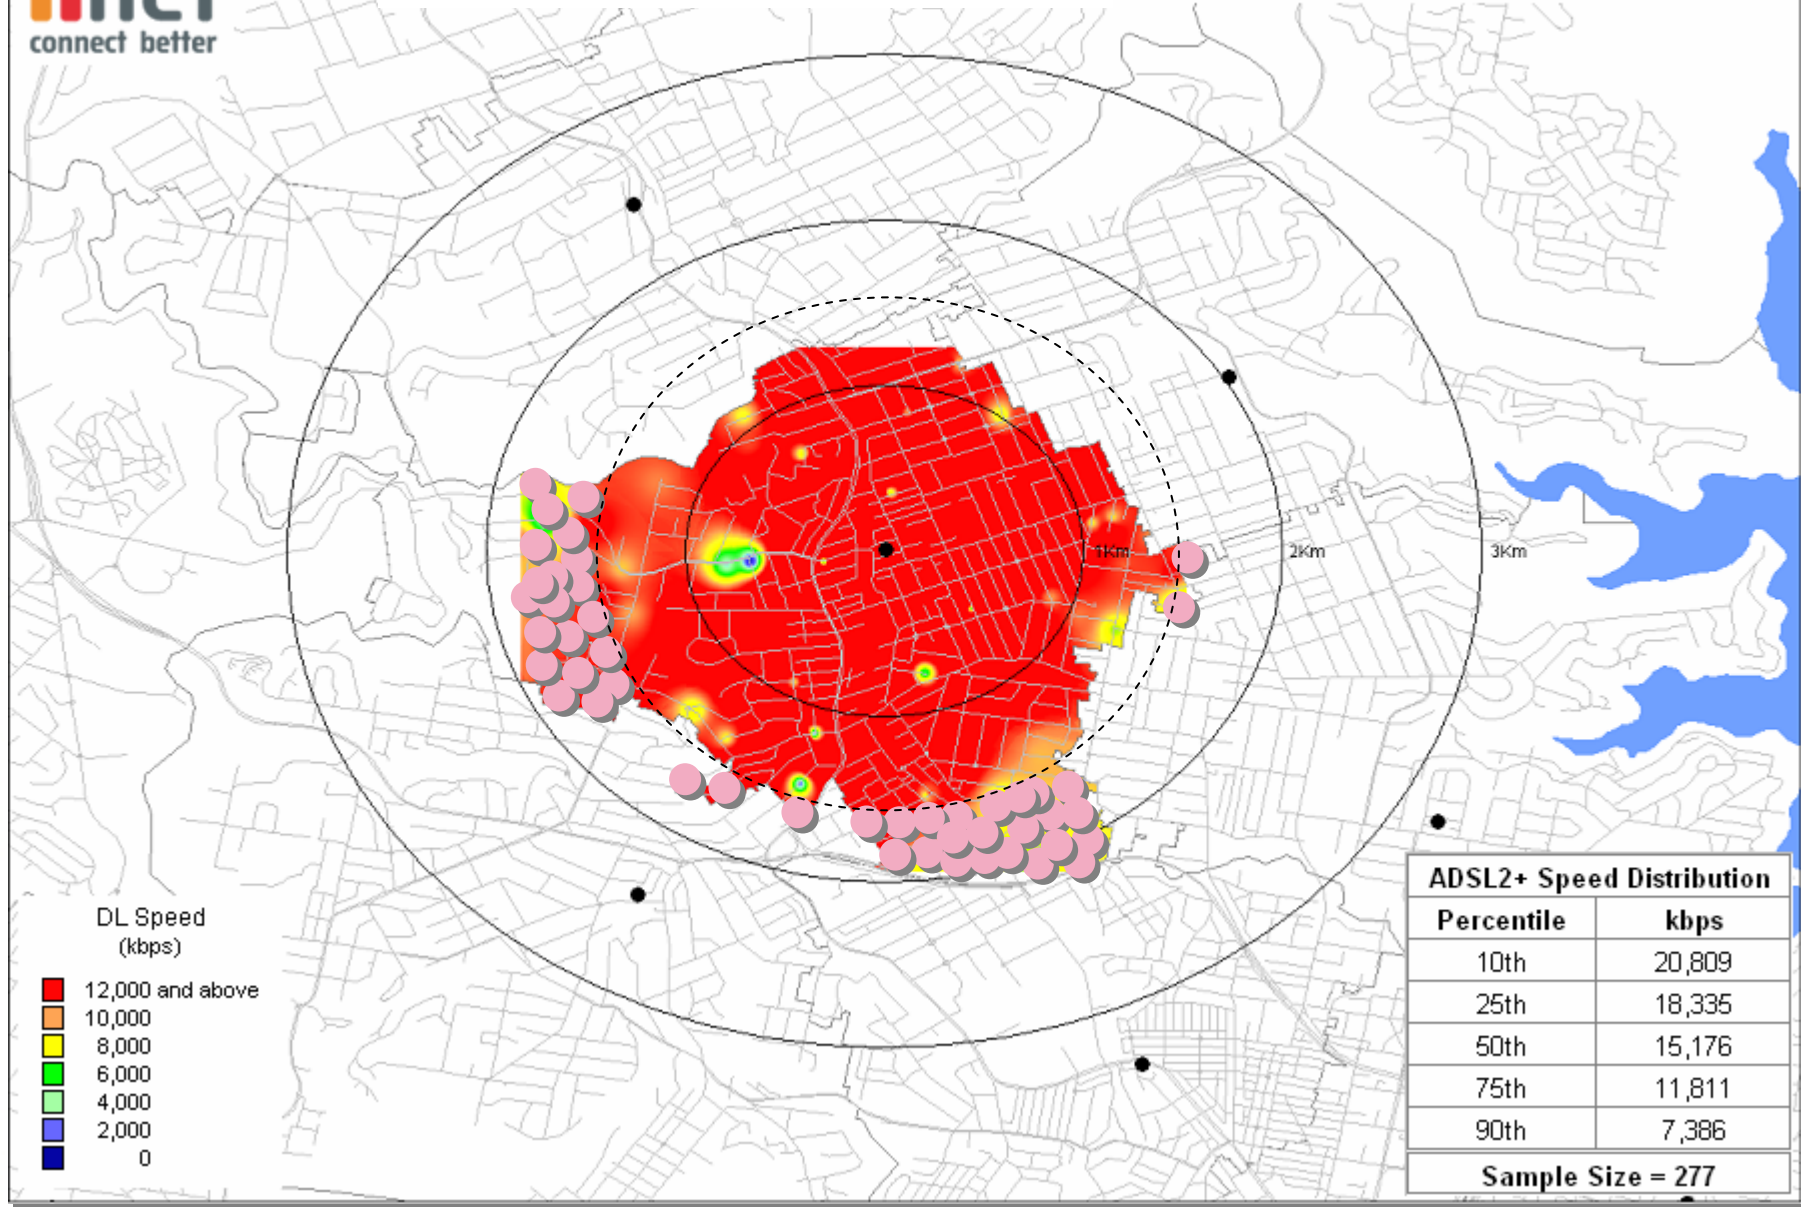 connect better
1Km
2Km
3Km
DL Speed
(kbps)
12,000 and above
10,000
8,000
6,000
4,000
2,000
0
ADSL2+ Speed Distribution
Percentile kbps
10th 20,809
25th 18,335
50th 15,176
75th 11,811
90th 7,386
Sample Size = 277